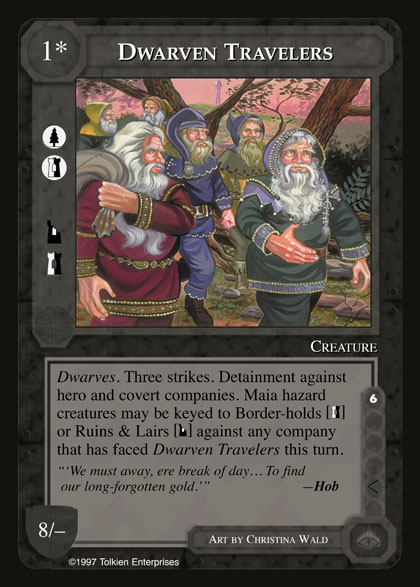 1*
DWARVEN TRAVELERS
CREATURE
Dwarves. Three strikes. Detainment against
hero and covert companies. Maia hazard
creatures may be keyed to Border-holds [ ]
or Ruins & Lairs [ ] against any company
that has faced Dwarven Travelers this turn.
“‘We must away, ere break of day… To find
our long-forgotten gold.’” —Hob
6
8/–
ART BY CHRISTINA WALD
©1997 Tolkien Enterprises